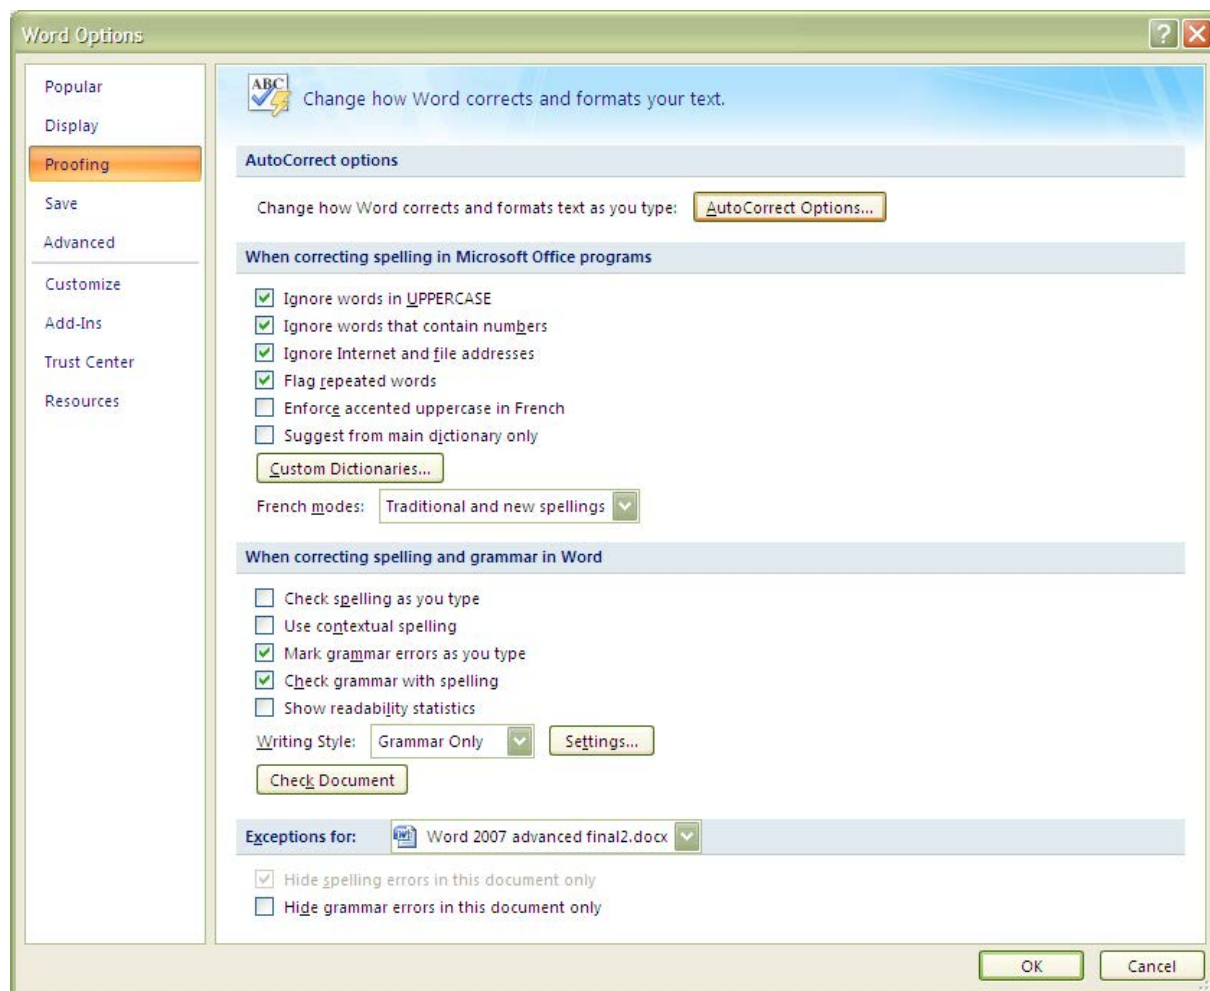 Word Options
Popular
Display
Proofing
Save
Advanced
Customize
Add-Ins
Trust Center
Resources
ABC
Change how Word corrects and formats your text.
AutoCorrect options
Change how Word corrects and formats text as you type: AutoCorrect Options...
When correcting spelling in Microsoft Office programs
Ignore words in UPPERCASE
Ignore words that contain numbers
Ignore Internet and file addresses
Flag repeated words
Enforce accented uppercase in French
Suggest from main dictionary only
Custom Dictionaries...
French modes: Traditional and new spellings
When correcting spelling and grammar in Word
Check spelling as you type
Use contextual spelling
Mark grammar errors as you type
Check grammar with spelling
Show readability statistics
Writing Style: Grammar Only Settings...
Check Document
Exceptions for: Word 2007 advanced final2.docx
Hide spelling errors in this document only
Hide grammar errors in this document only
OK Cancel